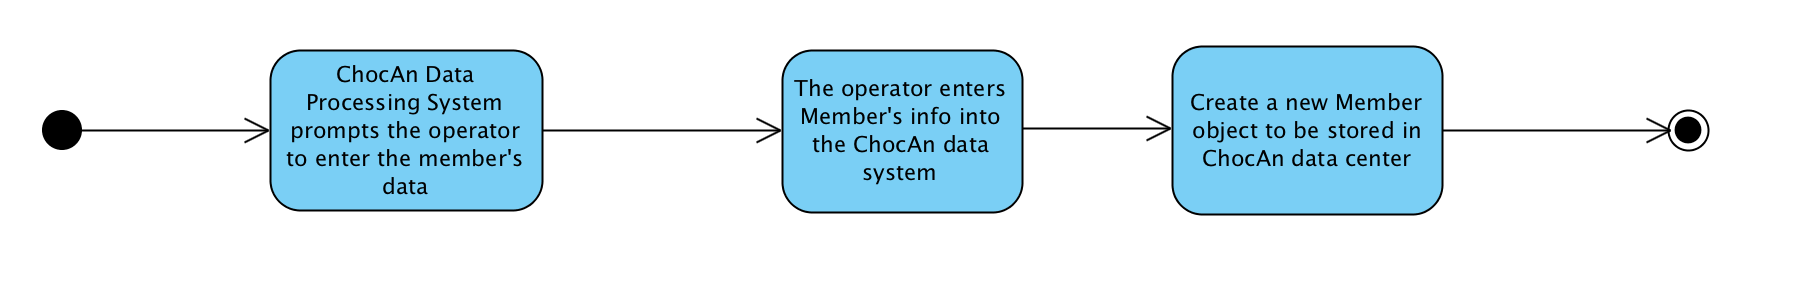 ChocAn Data
Processing System
prompts the operator
to enter the member's
data
The operator enters
Member's info into
the ChocAn data
system
Create a new Member
object to be stored in
ChocAn data center